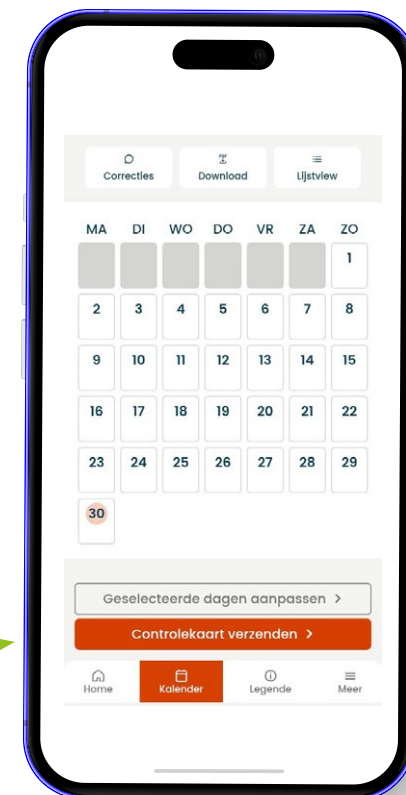 Correcties Download Lijstview
MA DI WO DO VR ZA ZO
1
2 3 4 5 6 7 8
9 10 11 12 13 14 15
16 17 18 19 20 21 22
23 24 25 26 27 28 29
30
Geselecteerde dagen aanpassen >
Controlekaart verzenden >
Home Kalender Legende Meer